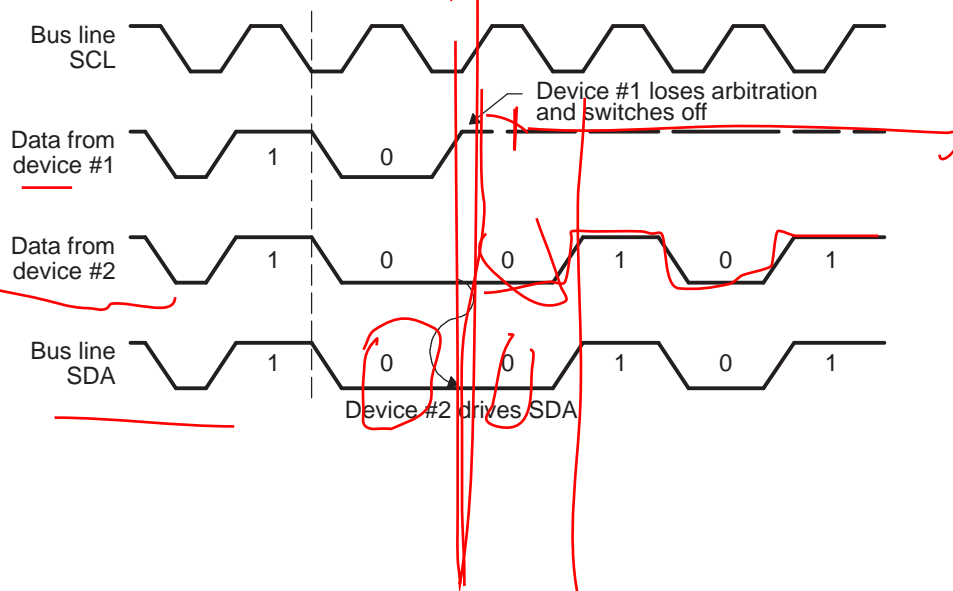 Bus line
SCL
Device #1 loses arbitration
and switches off
Data from
device #1
1 0
Data from
device #2
1 0 0 1 0 1
Bus line
SDA
1 0 0 1 0 1
Device #2 drives SDA